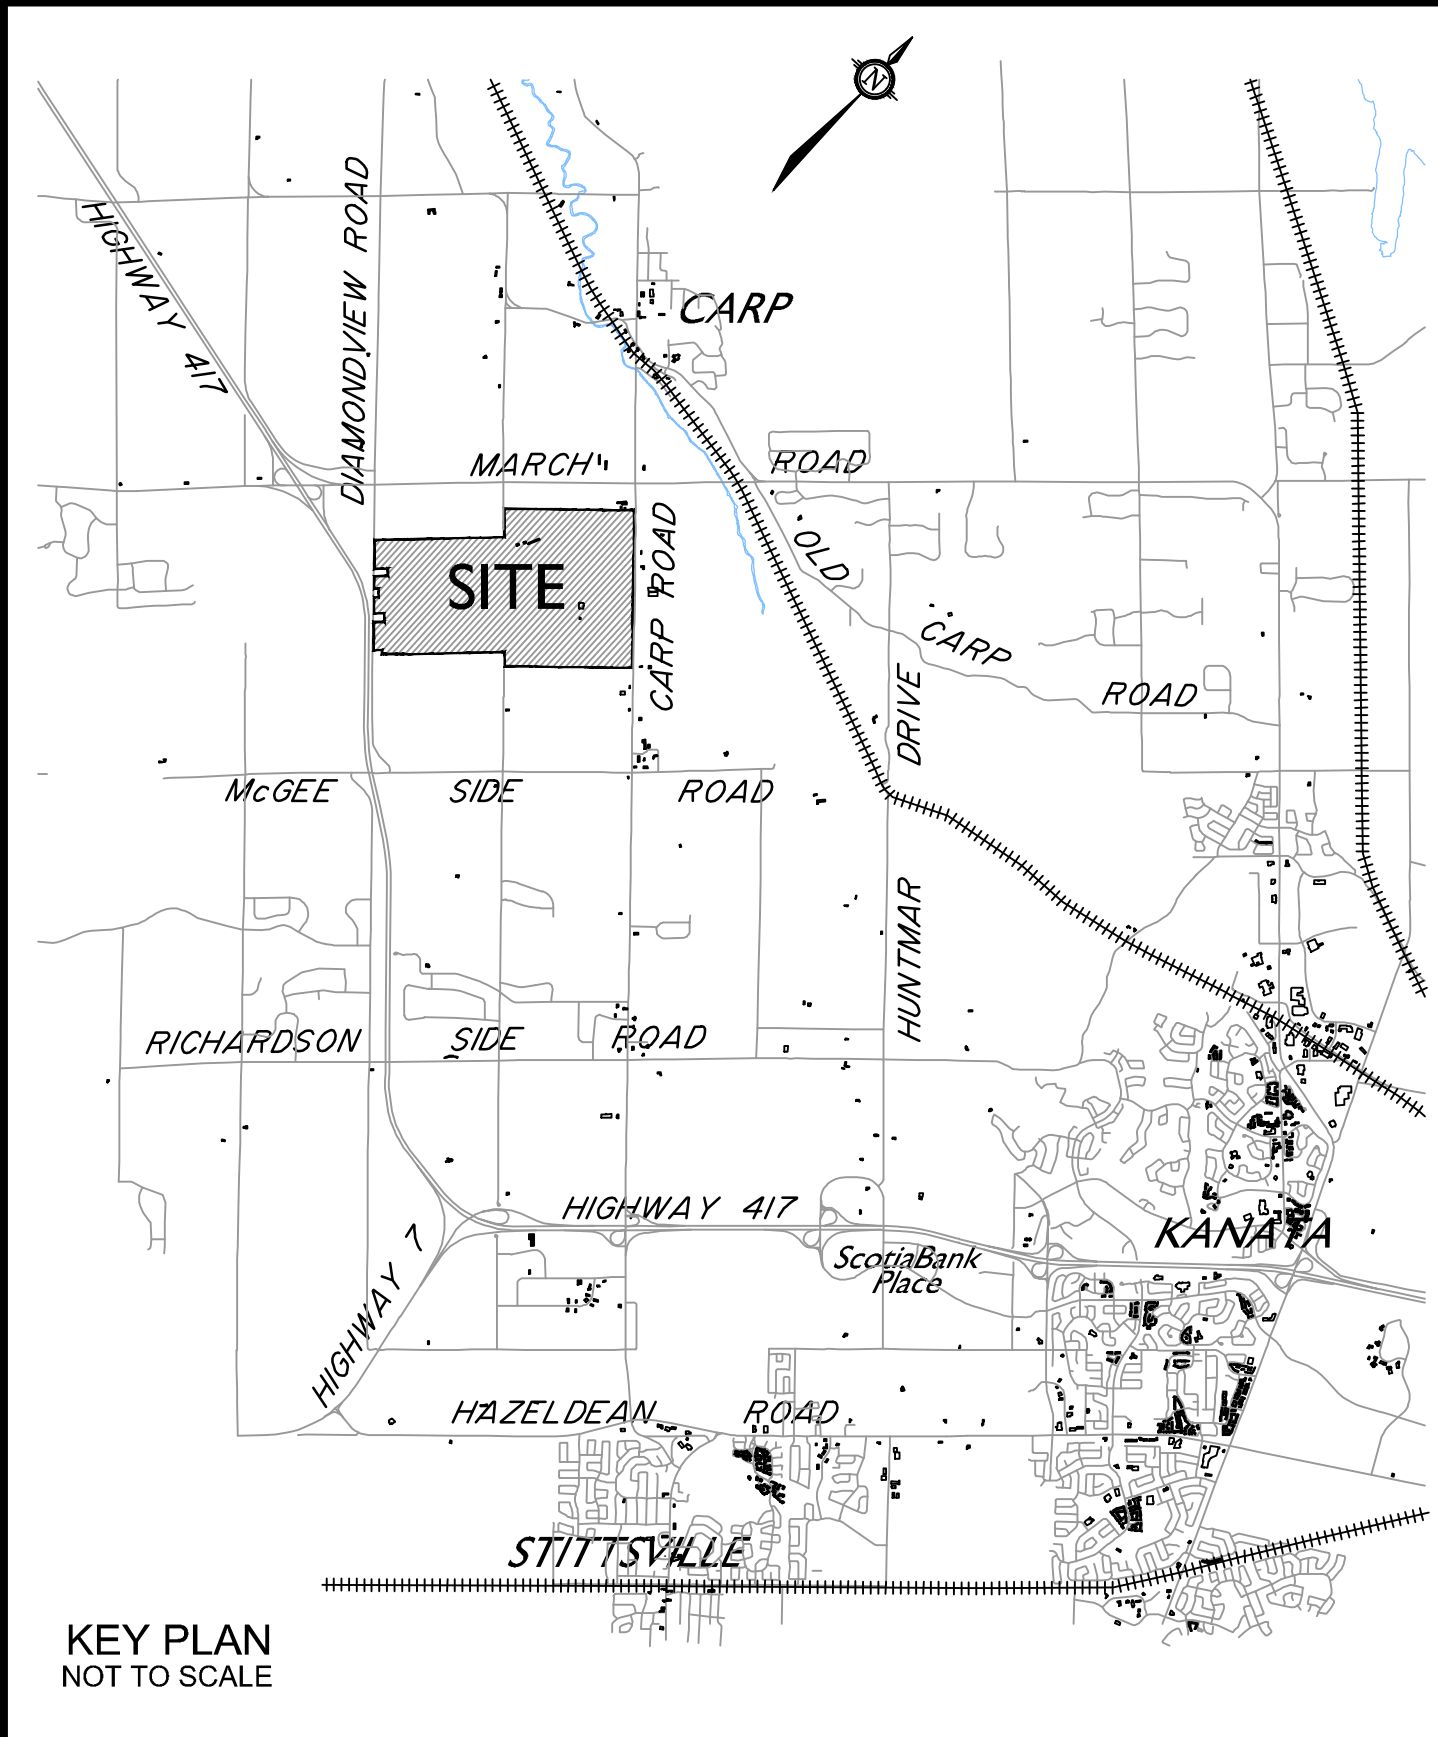 N
HIGHWAY 417
DIAMONDVIEW ROAD
CARP
MARCH ROAD
SITE
CARP ROAD
OLD CARP ROAD
HUNTMAR DRIVE
McGEE SIDE ROAD
RICHARDSON SIDE ROAD
HIGHWAY 417
HIGHWAY 7
ScotiaBank
Place
KANATA
HAZELDEAN ROAD
STITTSVILLE
KEY PLAN
NOT TO SCALE